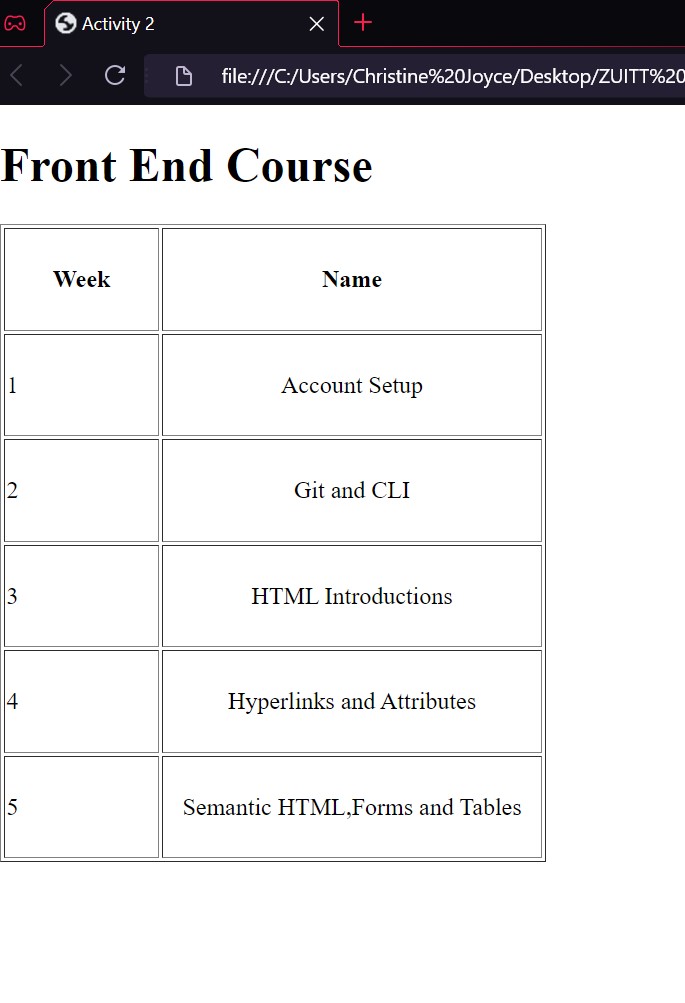 Activity 2
file:///C:/Users/Christine%20Joyce/Desktop/ZUITT%20
Front End Course
Week Name
1 Account Setup
2 Git and CLI
3 HTML Introductions
4 Hyperlinks and Attributes
5 Semantic HTML,Forms and Tables